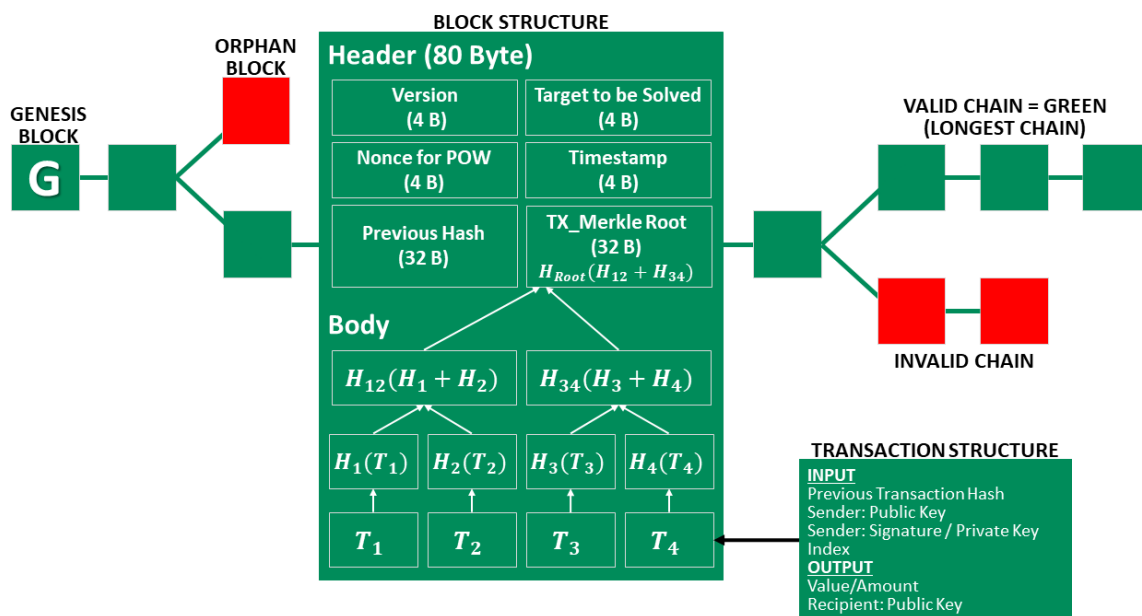 BLOCK STRUCTURE
ORPHAN
BLOCK
GENESIS
BLOCK
G
Header (80 Byte)
Version
(4 B)
Target to be Solved
(4 B)
Nonce for POW
(4 B)
Timestamp
(4 B)
Previous Hash
(32 B)
TX_Merkle Root
(32 B)
H_Root(H_12 + H_34)
Body
H_12(H_1 + H_2)
H_34(H_3 + H_4)
H_1(T_1)
H_2(T_2)
H_3(T_3)
H_4(T_4)
T_1
T_2
T_3
T_4
VALID CHAIN = GREEN
(LONGEST CHAIN)
INVALID CHAIN
TRANSACTION STRUCTURE
INPUT
Previous Transaction Hash
Sender: Public Key
Sender: Signature / Private Key
Index
OUTPUT
Value/Amount
Recipient: Public Key